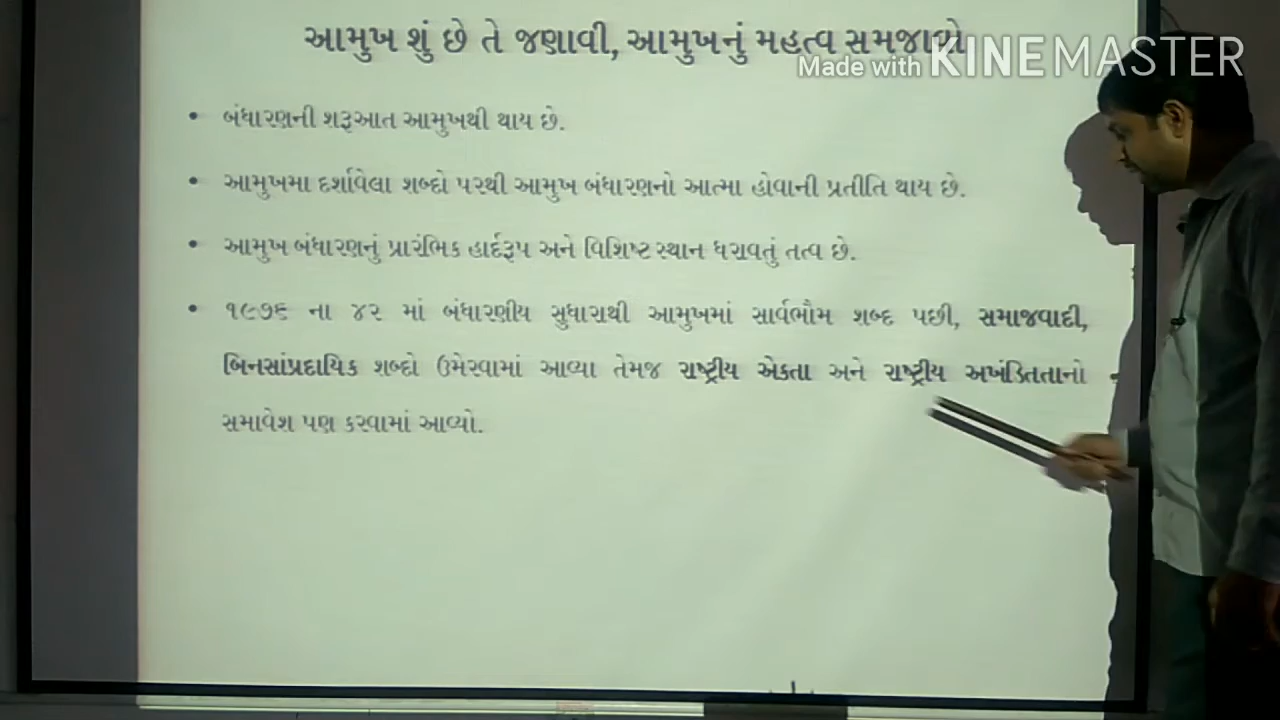 આમુખ શું છે તે જણાવી, આમુખનું મહત્વ સમજાવો
Made with KINEMASTER
• બંધારણની શરૂઆત આમુખથી થાય છે.
• આમુખમા દર્શાવેલા શબ્દો પરથી આમુખ બંધારણનો આત્મા હોવાની પ્રતીતિ થાય છે.
• આમુખ બંધારણનું પ્રારંભિક હાર્દરૂપ અને વિશિષ્ટ સ્થાન ધરાવતું તત્વ છે.
• ૧૯૭૬ ના ૪૨ માં બંધારણીય સુધારાથી આમુખમાં સાર્વભૌમ શબ્દ પછી, સમાજવાદી,
બિનસાંપ્રદાયિક શબ્દો ઉમેરવામાં આવ્યા તેમજ રાષ્ટ્રીય એકતા અને રાષ્ટ્રીય અખંડિતતાનો
સમાવેશ પણ કરવામાં આવ્યો.